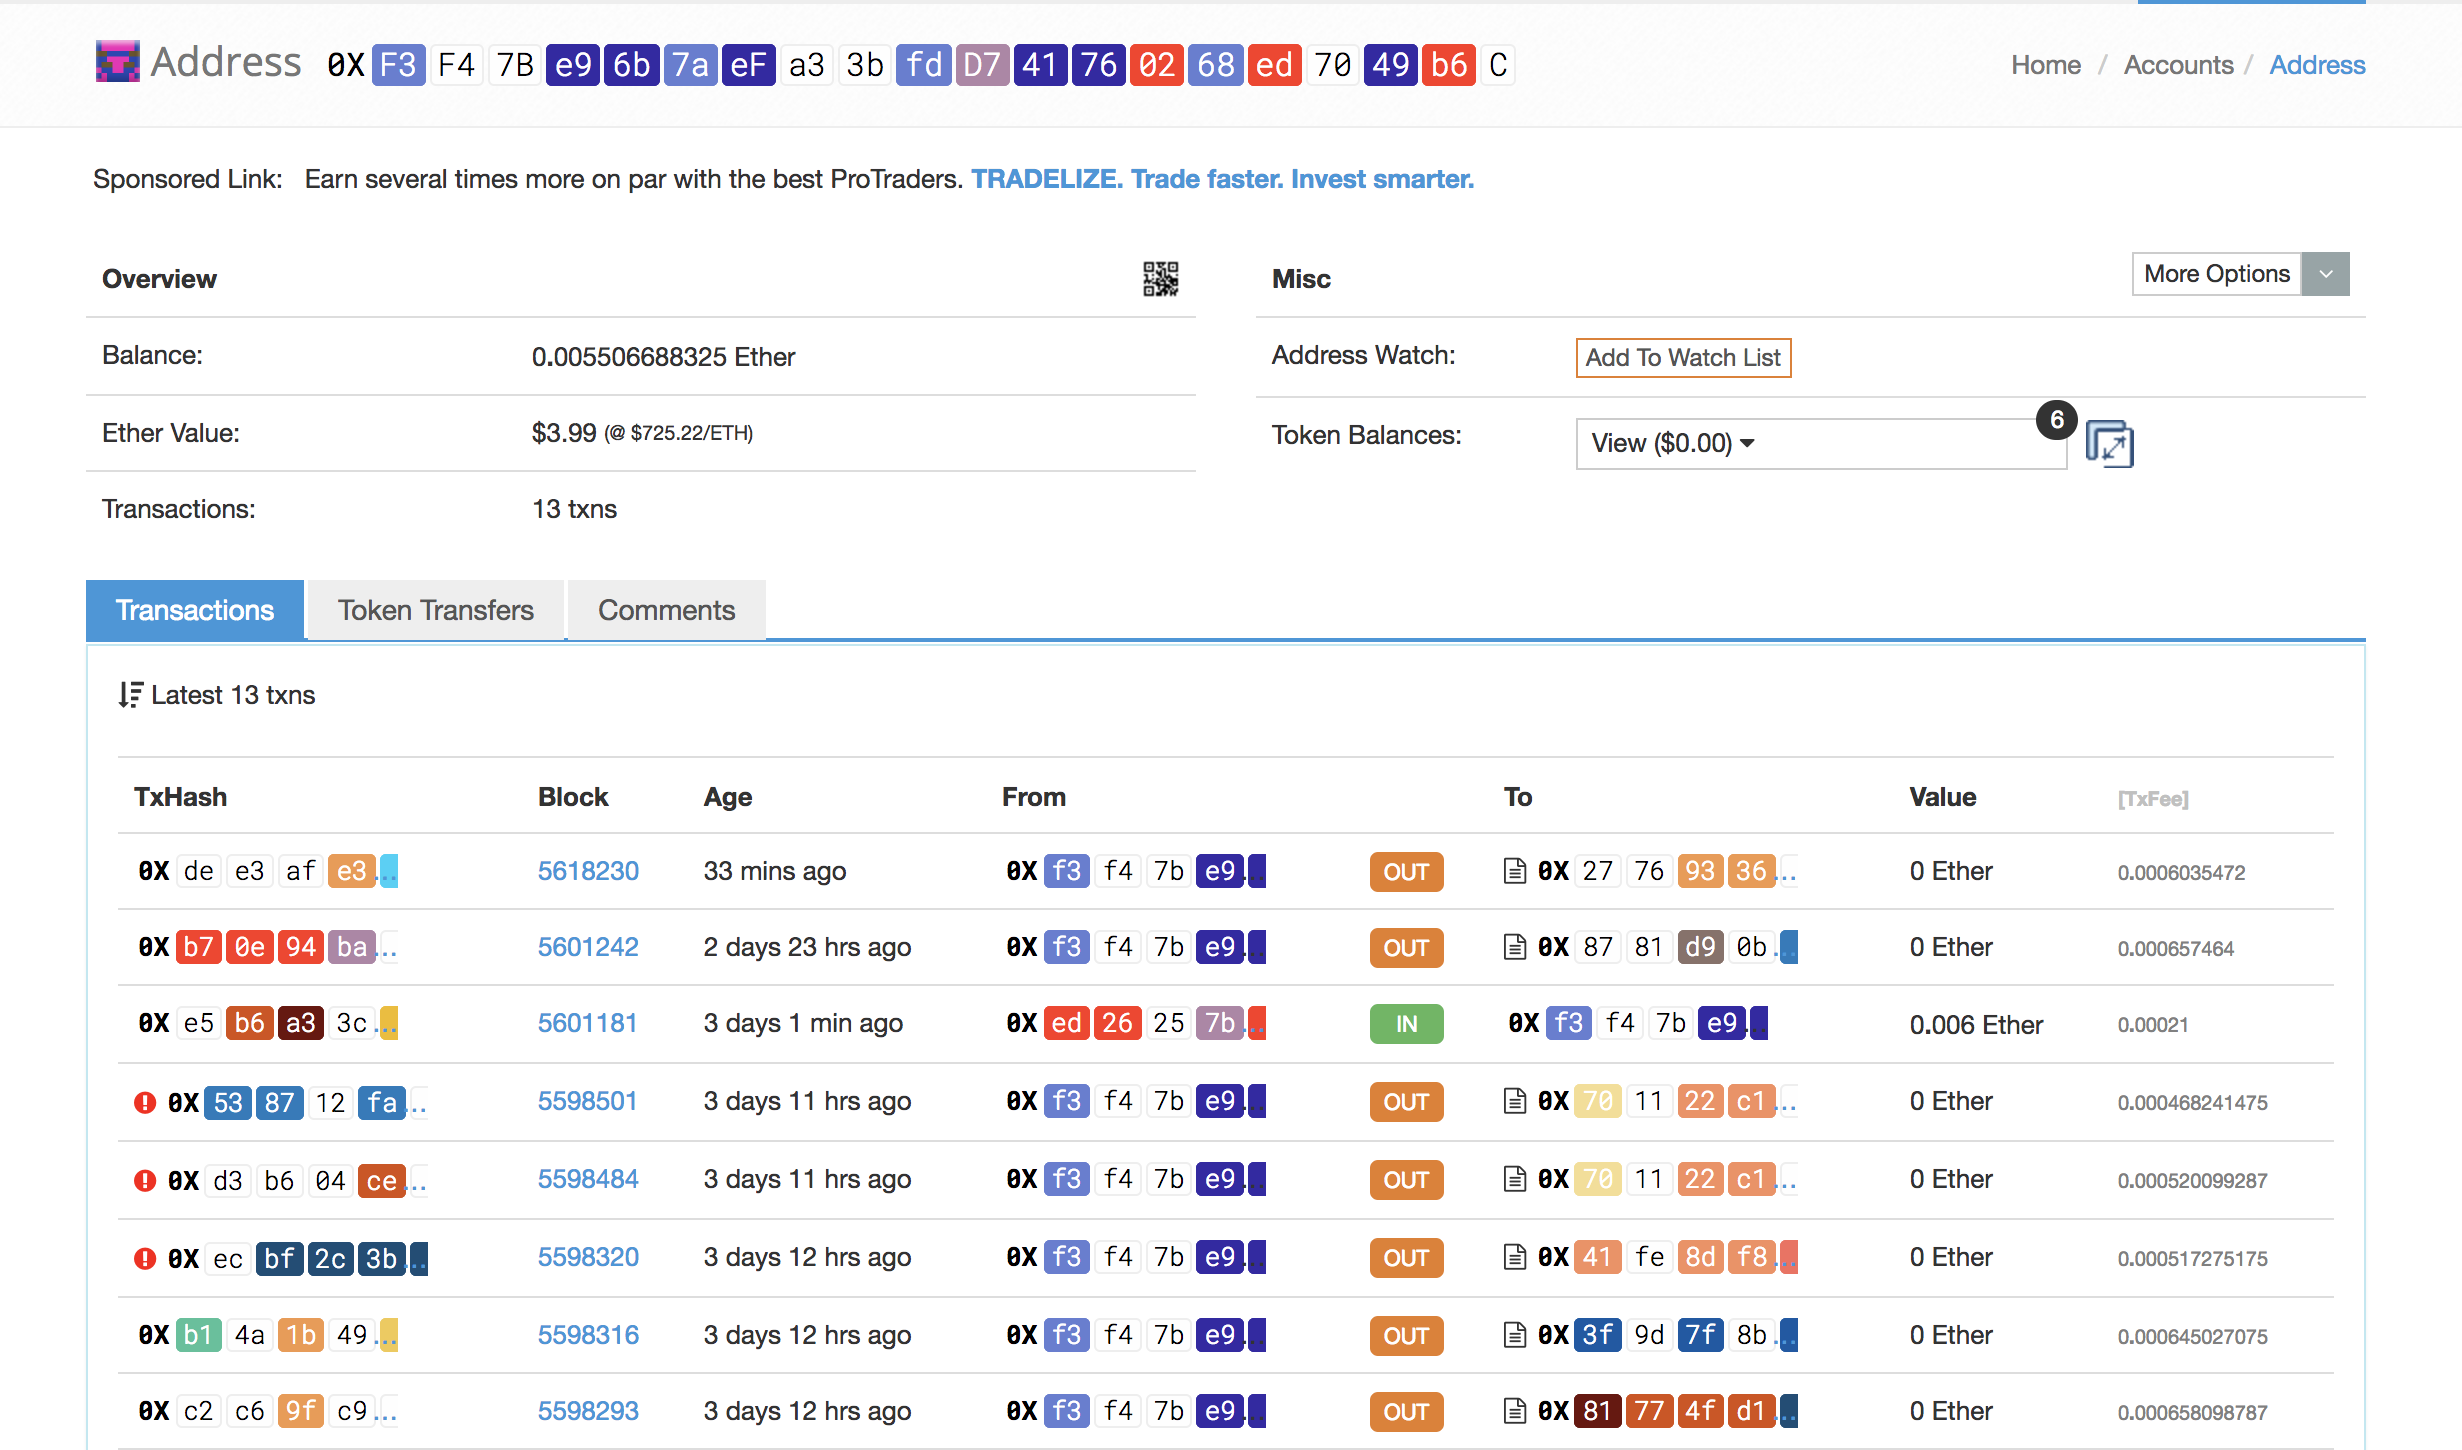 Address 0X F3 F4 7B e9 6b 7a eF a3 3b fd D7 41 76 02 68 ed 70 49 b6 C
Home / Accounts / Address
Sponsored Link: Earn several times more on par with the best ProTraders. TRADELIZE. Trade faster. Invest smarter.
Overview
Balance: 0.005506688325 Ether
Ether Value: $3.99 (@ $725.22/ETH)
Transactions: 13 txns
Misc
More Options
Address Watch: Add To Watch List
Token Balances: View ($0.00) 6
Transactions Token Transfers Comments
Latest 13 txns
TxHash Block Age From To Value [TxFee]
0X de e3 af e3... 5618230 33 mins ago 0X f3 f4 7b e9... OUT 0X 27 76 93 36... 0 Ether 0.0006035472
0X b7 0e 94 ba... 5601242 2 days 23 hrs ago 0X f3 f4 7b e9... OUT 0X 87 81 d9 0b... 0 Ether 0.000657464
0X e5 b6 a3 3c... 5601181 3 days 1 min ago 0X ed 26 25 7b... IN 0X f3 f4 7b e9... 0.006 Ether 0.00021
! 0X 53 87 12 fa... 5598501 3 days 11 hrs ago 0X f3 f4 7b e9... OUT 0X 70 11 22 c1... 0 Ether 0.000468241475
! 0X d3 b6 04 ce... 5598484 3 days 11 hrs ago 0X f3 f4 7b e9... OUT 0X 70 11 22 c1... 0 Ether 0.000520099287
! 0X ec bf 2c 3b... 5598320 3 days 12 hrs ago 0X f3 f4 7b e9... OUT 0X 41 fe 8d f8... 0 Ether 0.000517275175
0X b1 4a 1b 49... 5598316 3 days 12 hrs ago 0X f3 f4 7b e9... OUT 0X 3f 9d 7f 8b... 0 Ether 0.000645027075
0X c2 c6 9f c9... 5598293 3 days 12 hrs ago 0X f3 f4 7b e9... OUT 0X 81 77 4f d1... 0 Ether 0.000658098787